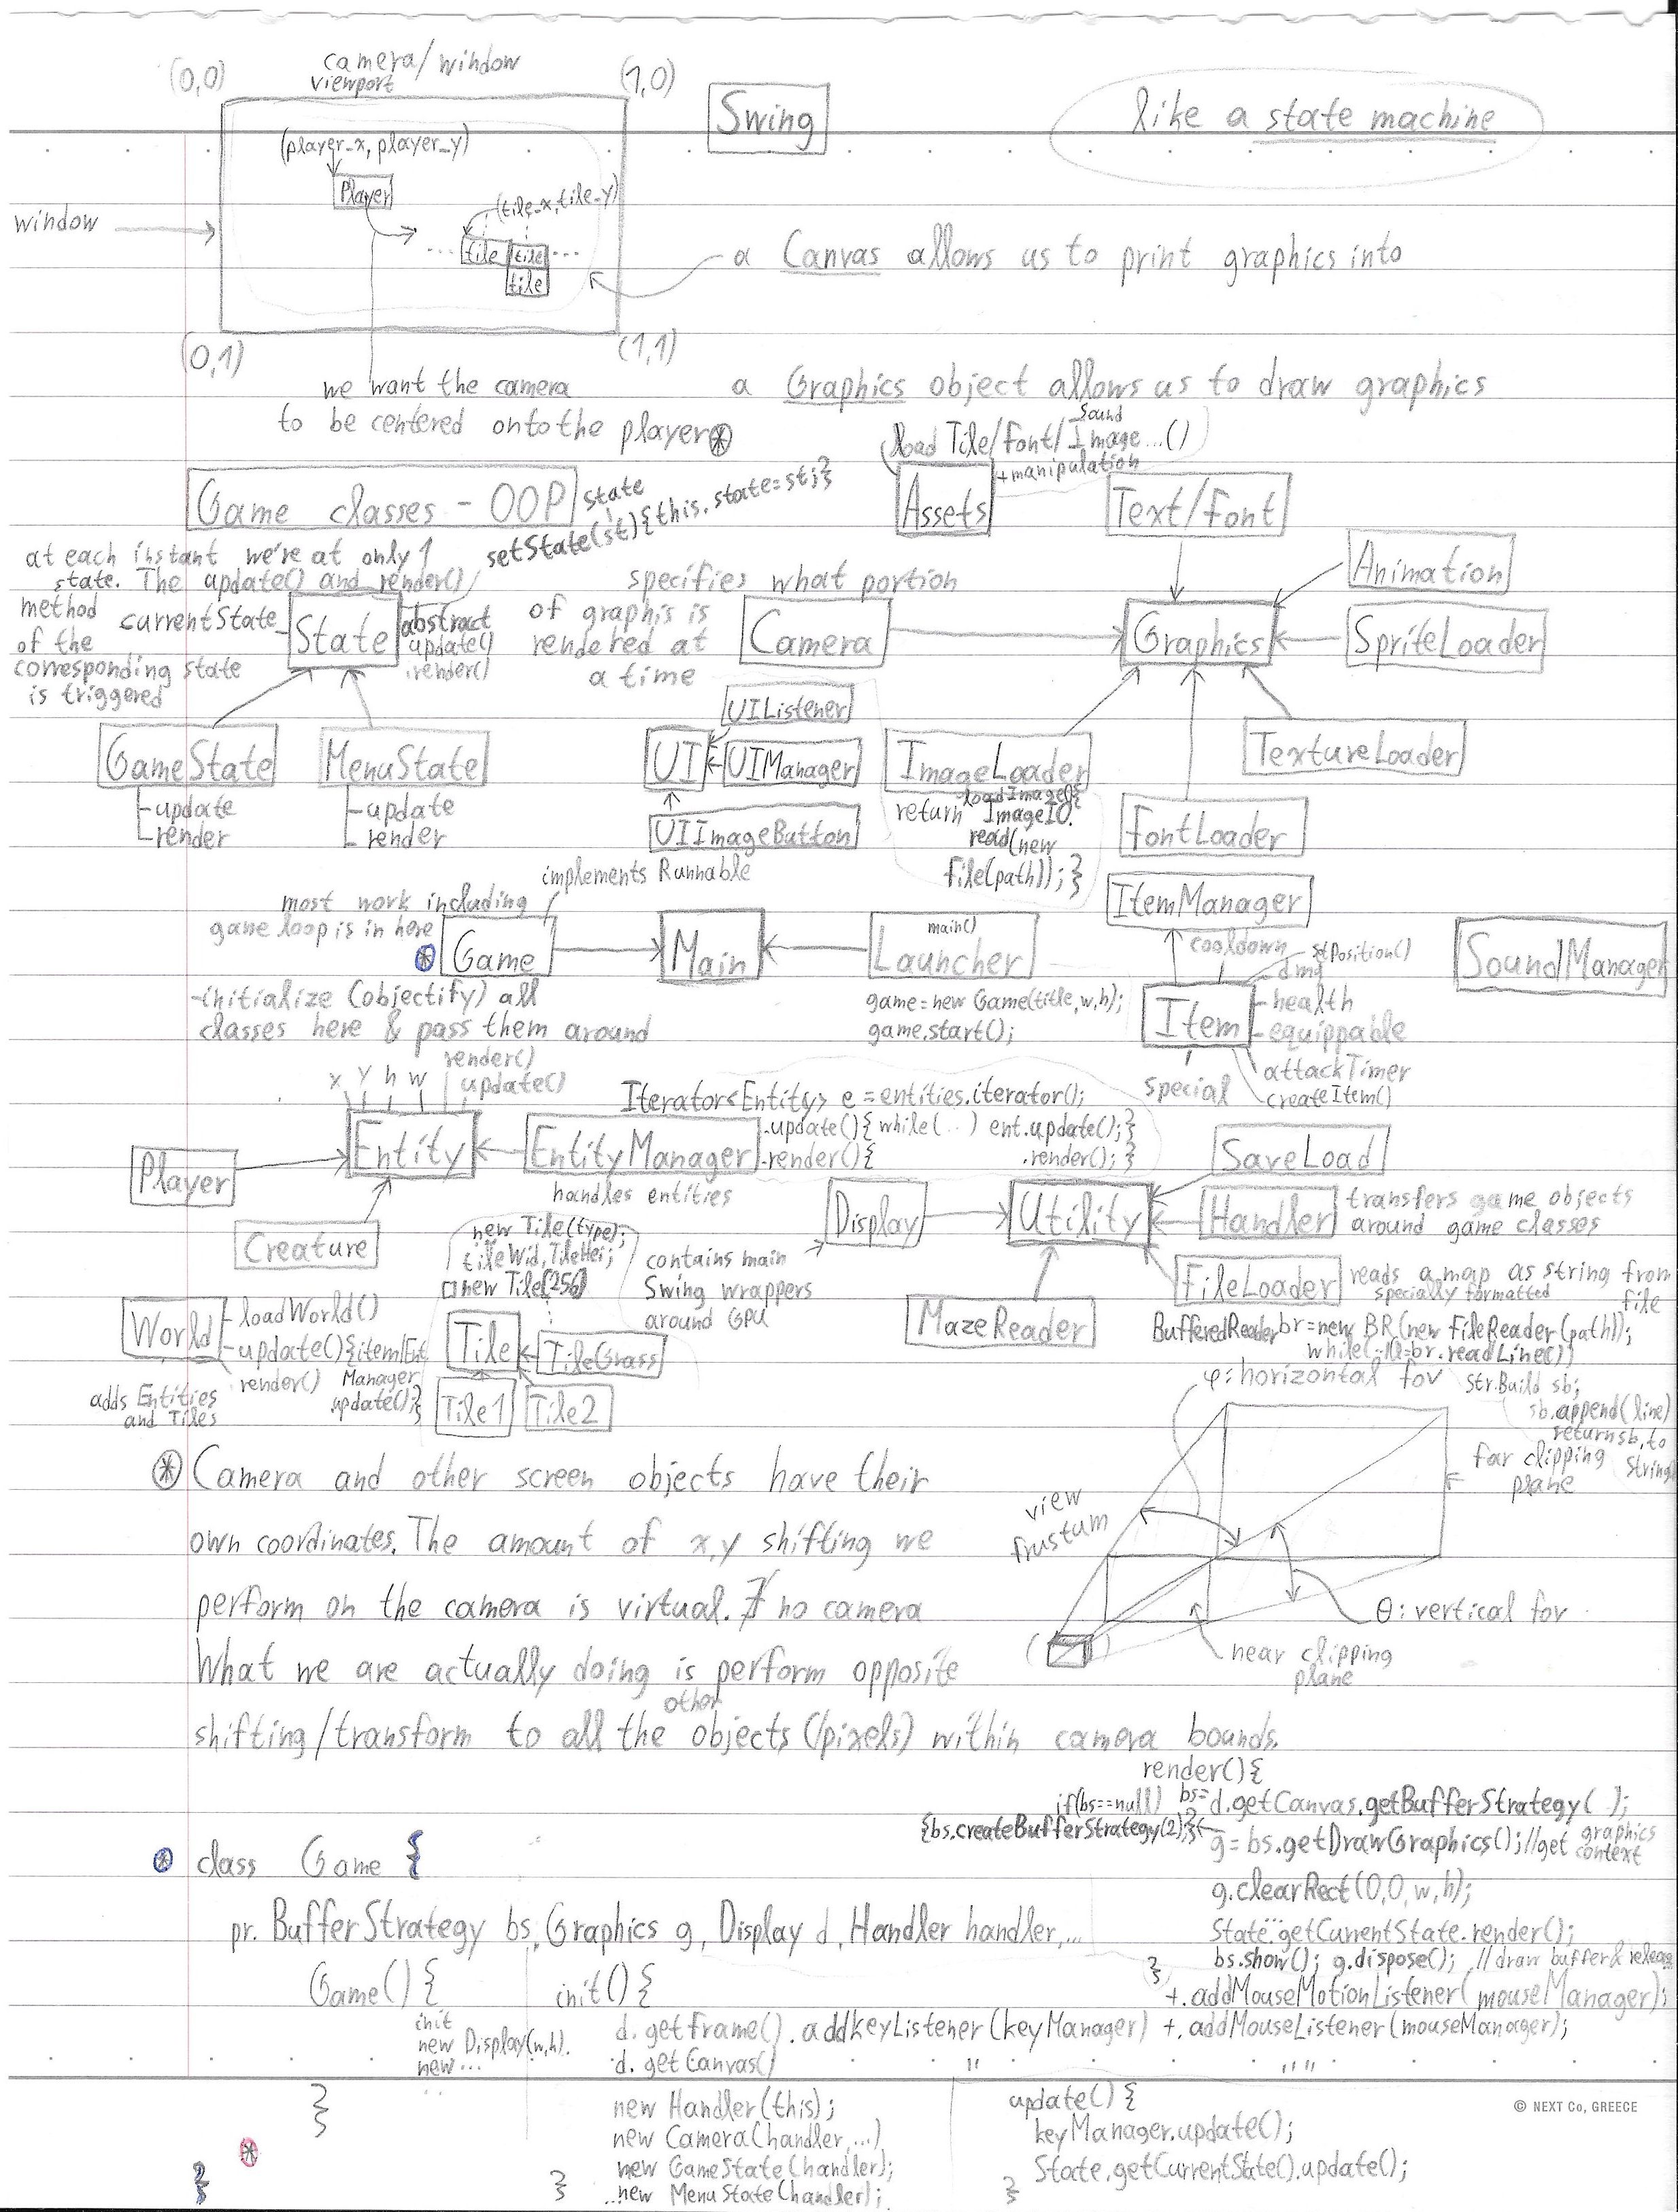 (0,0)
camera/window
viewport
(1,0)
Swing
like a state machine
(player_x, player_y)
Player
(tile_x, tile_y)
window
... tile tile ...
tile
a Canvas allows us to print graphics into
(0,1)
(1,1)
we want the camera
to be centered onto the player *
a Graphics object allows us to draw graphics
load Tile/Font/Image...()
Sound
+manipulation
Game classes - OOP
state
setState(st){this.state=st;}
Assets
Text/Font
at each instant we're at only 1
state. The update() and render()
method
of the
corresponding state
is triggered
currentState
State
abstract
update()
render()
specifies what portion
of graphis is
rendered at
a time
Camera
Graphics
Animation
SpriteLoader
GameState
-update
-render
MenuState
-update
render
UIListener
UI
UIManager
UIImageButton
ImageLoader
loadImage(){
return ImageIO.
read(new
File(path)); }
TextureLoader
FontLoader
implements Runnable
most work including
game loop is in here
* Game
Main
main()
Launcher
ItemManager
SoundManager
-initialize (objectify) all
classes here & pass them around
game=new Game(title,w,h);
game.start();
cooldown
setPosition()
dmg
Item
-health
-equippable
attackTimer
createItem()
special
x y h w
render()
update()
Entity
EntityManager
handles entities
Iterator<Entity> e = entities.iterator();
.update(){ while(...) ent.update(); }
.render(){ .render(); }
Player
Creature
Display
Utility
SaveLoad
Handler
transfers game objects
around game classes
new Tile(type);
tileWid, TileHei;
new Tile[256]
contains main
Swing wrappers
around GPU
FileLoader
reads a map as string from
specially formatted
file
MazeReader
BufferedReader br=new BR(new FileReader(path));
while(..=br.readLine())
Str.Build sb;
sb.append(line)
return sb.to
String
World
-loadWorld()
-update(){item/Ent
Manager
.update();}
render()
adds Entities
and Tiles
Tile
TileGrass
Tile1
Tile2
φ: horizontal fov
far clipping
plane
view
frustum
θ: vertical fov
near clipping
plane
* Camera and other screen objects have their
own coordinates. The amount of x,y shifting we
perform on the camera is virtual. ∄ no camera
What we are actually doing is perform opposite
other
shifting/transform to all the objects (/pixels) within camera bounds.
render(){
if(bs==null) bs= d.getCanvas.getBufferStrategy( );
{bs.createBufferStrategy(2);}
g= bs.getDrawGraphics(); //get graphics
context
g.clearRect(0,0,w,h);
State.getCurrentState.render();
bs.show(); g.dispose(); //draw buffer & release
}
* class Game {
pr. BufferStrategy bs, Graphics g, Display d, Handler handler,...
Game() {
init
new Display(w,h).
new ...
}
init() {
d. getFrame() . addKeyListener(keyManager) +. addMouseListener(mouseManager);
+.addMouseMotionListener(mouseManager);
d. getCanvas() " " "
new Handler(this);
new Camera(handler,...)
new GameState(handler);
...new MenuState(handler);
}
update() {
keyManager.update();
State.getCurrentState().update();
}
*
}
© NEXT Co, GREECE